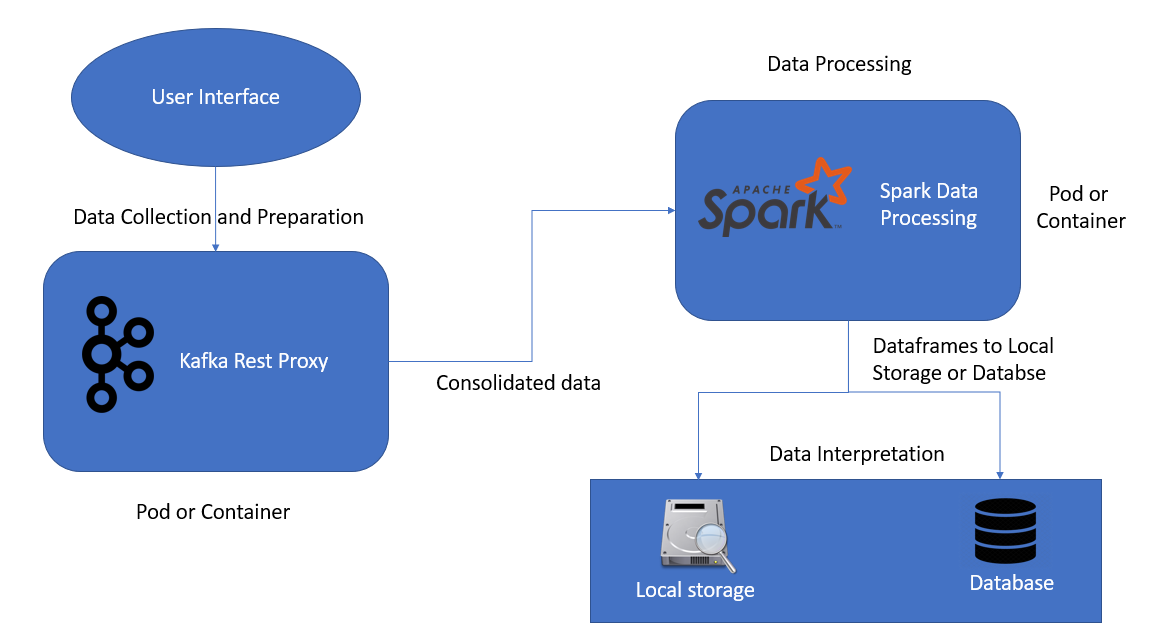 User Interface
Data Collection and Preparation
Kafka Rest Proxy
Pod or Container
Consolidated data
Data Processing
APACHE
Spark
TM
Spark Data
Processing
Pod or
Container
Dataframes to Local
Storage or Databse
Data Interpretation
Local storage
Database